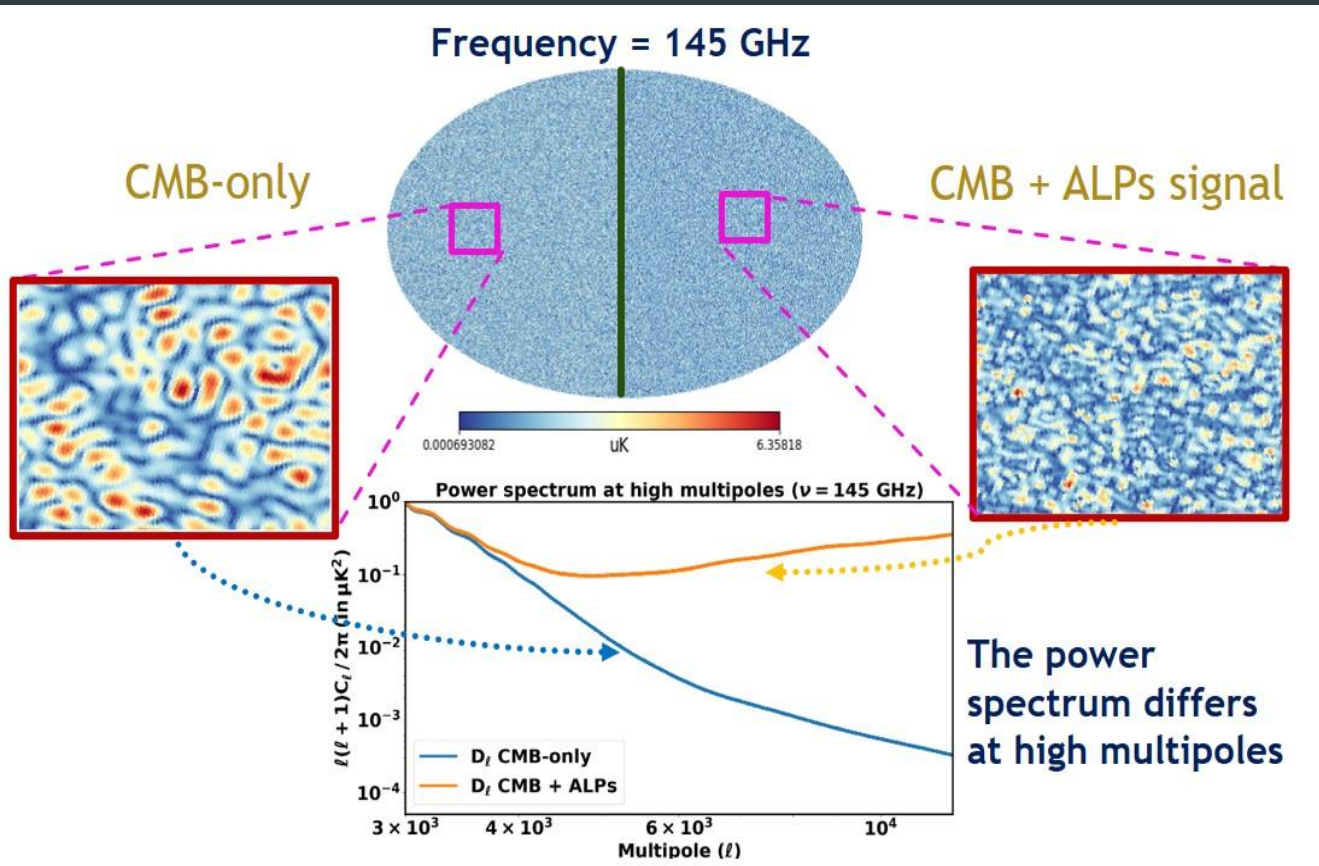 Frequency = 145 GHz
CMB-only
CMB + ALPs signal
0.000693082
uK
6.35818
Power spectrum at high multipoles (ν = 145 GHz)
ℓ(ℓ + 1)Cℓ / 2π (in μK²)
10⁰
10⁻¹
10⁻²
10⁻³
10⁻⁴
Dℓ CMB-only
Dℓ CMB + ALPs
3 × 10³
4 × 10³
6 × 10³
10⁴
Multipole (ℓ)
The power
spectrum differs
at high multipoles